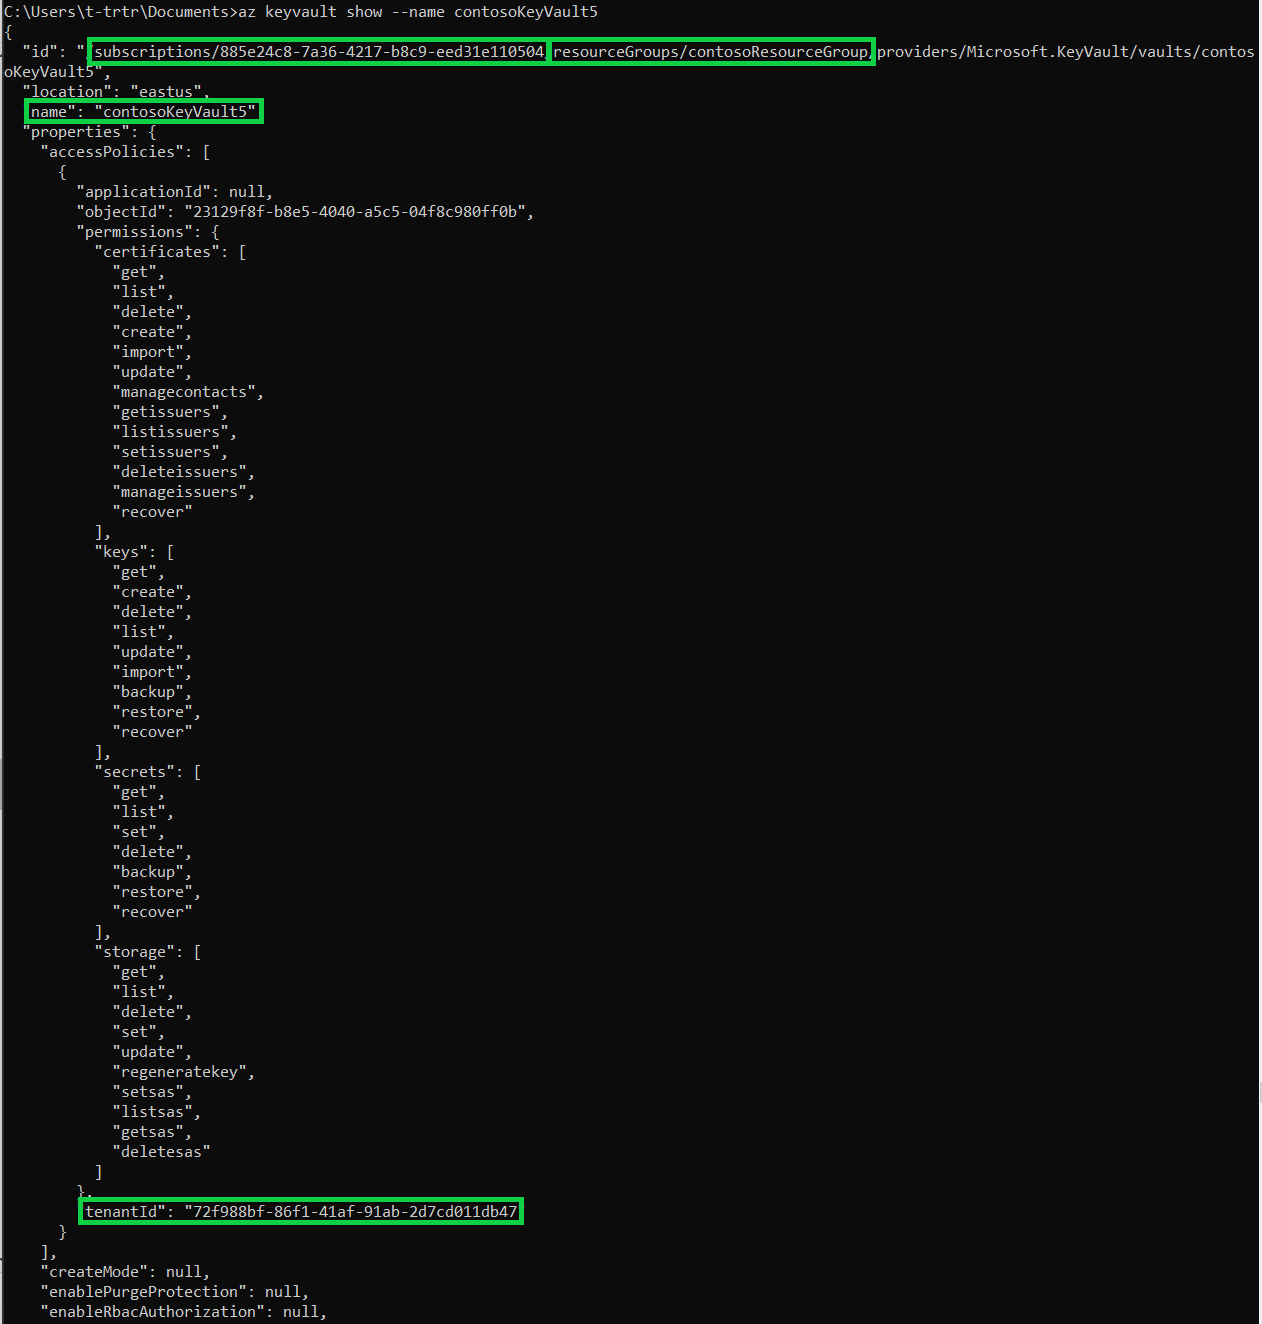 C:\Users\t-trtr\Documents>az keyvault show --name contosoKeyVault5
{
  "id": "/subscriptions/885e24c8-7a36-4217-b8c9-eed31e110504/resourceGroups/contosoResourceGroup/providers/Microsoft.KeyVault/vaults/contos
oKeyVault5",
  "location": "eastus",
  "name": "contosoKeyVault5"
  "properties": {
    "accessPolicies": [
      {
        "applicationId": null,
        "objectId": "23129f8f-b8e5-4040-a5c5-04f8c980ff0b",
        "permissions": {
          "certificates": [
            "get",
            "list",
            "delete",
            "create",
            "import",
            "update",
            "managecontacts",
            "getissuers",
            "listissuers",
            "setissuers",
            "deleteissuers",
            "manageissuers",
            "recover"
          ],
          "keys": [
            "get",
            "create",
            "delete",
            "list",
            "update",
            "import",
            "backup",
            "restore",
            "recover"
          ],
          "secrets": [
            "get",
            "list",
            "set",
            "delete",
            "backup",
            "restore",
            "recover"
          ],
          "storage": [
            "get",
            "list",
            "delete",
            "set",
            "update",
            "regeneratekey",
            "setsas",
            "listsas",
            "getsas",
            "deletesas"
          ]
        },
        "tenantId": "72f988bf-86f1-41af-91ab-2d7cd011db47"
      }
    ],
    "createMode": null,
    "enablePurgeProtection": null,
    "enableRbacAuthorization": null,